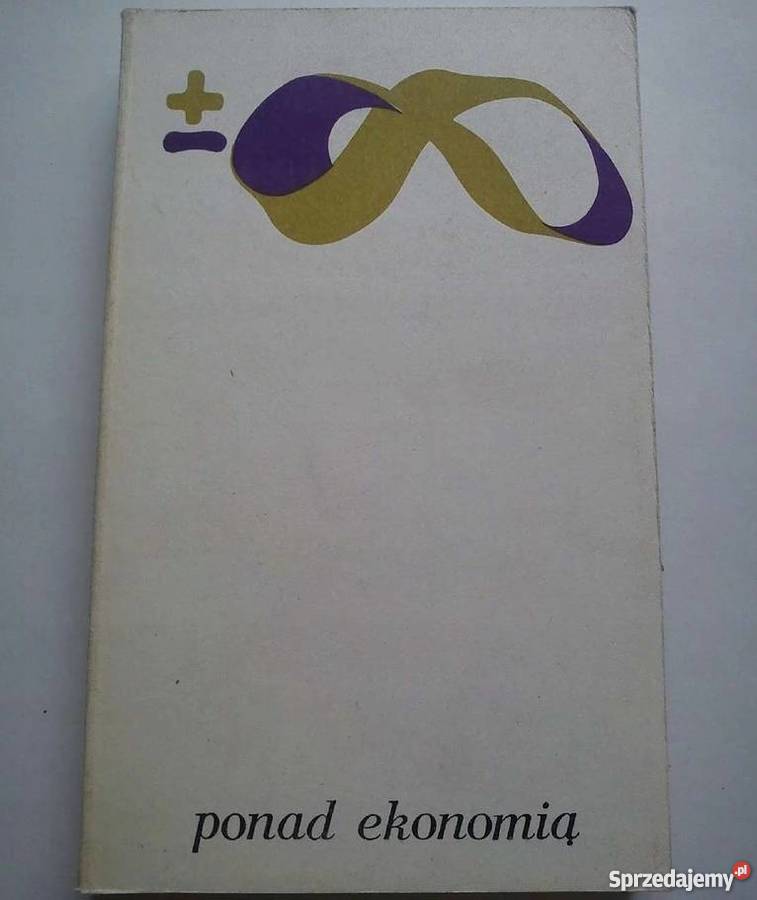 ±
ponad ekonomią
Sprzedajemy.pl